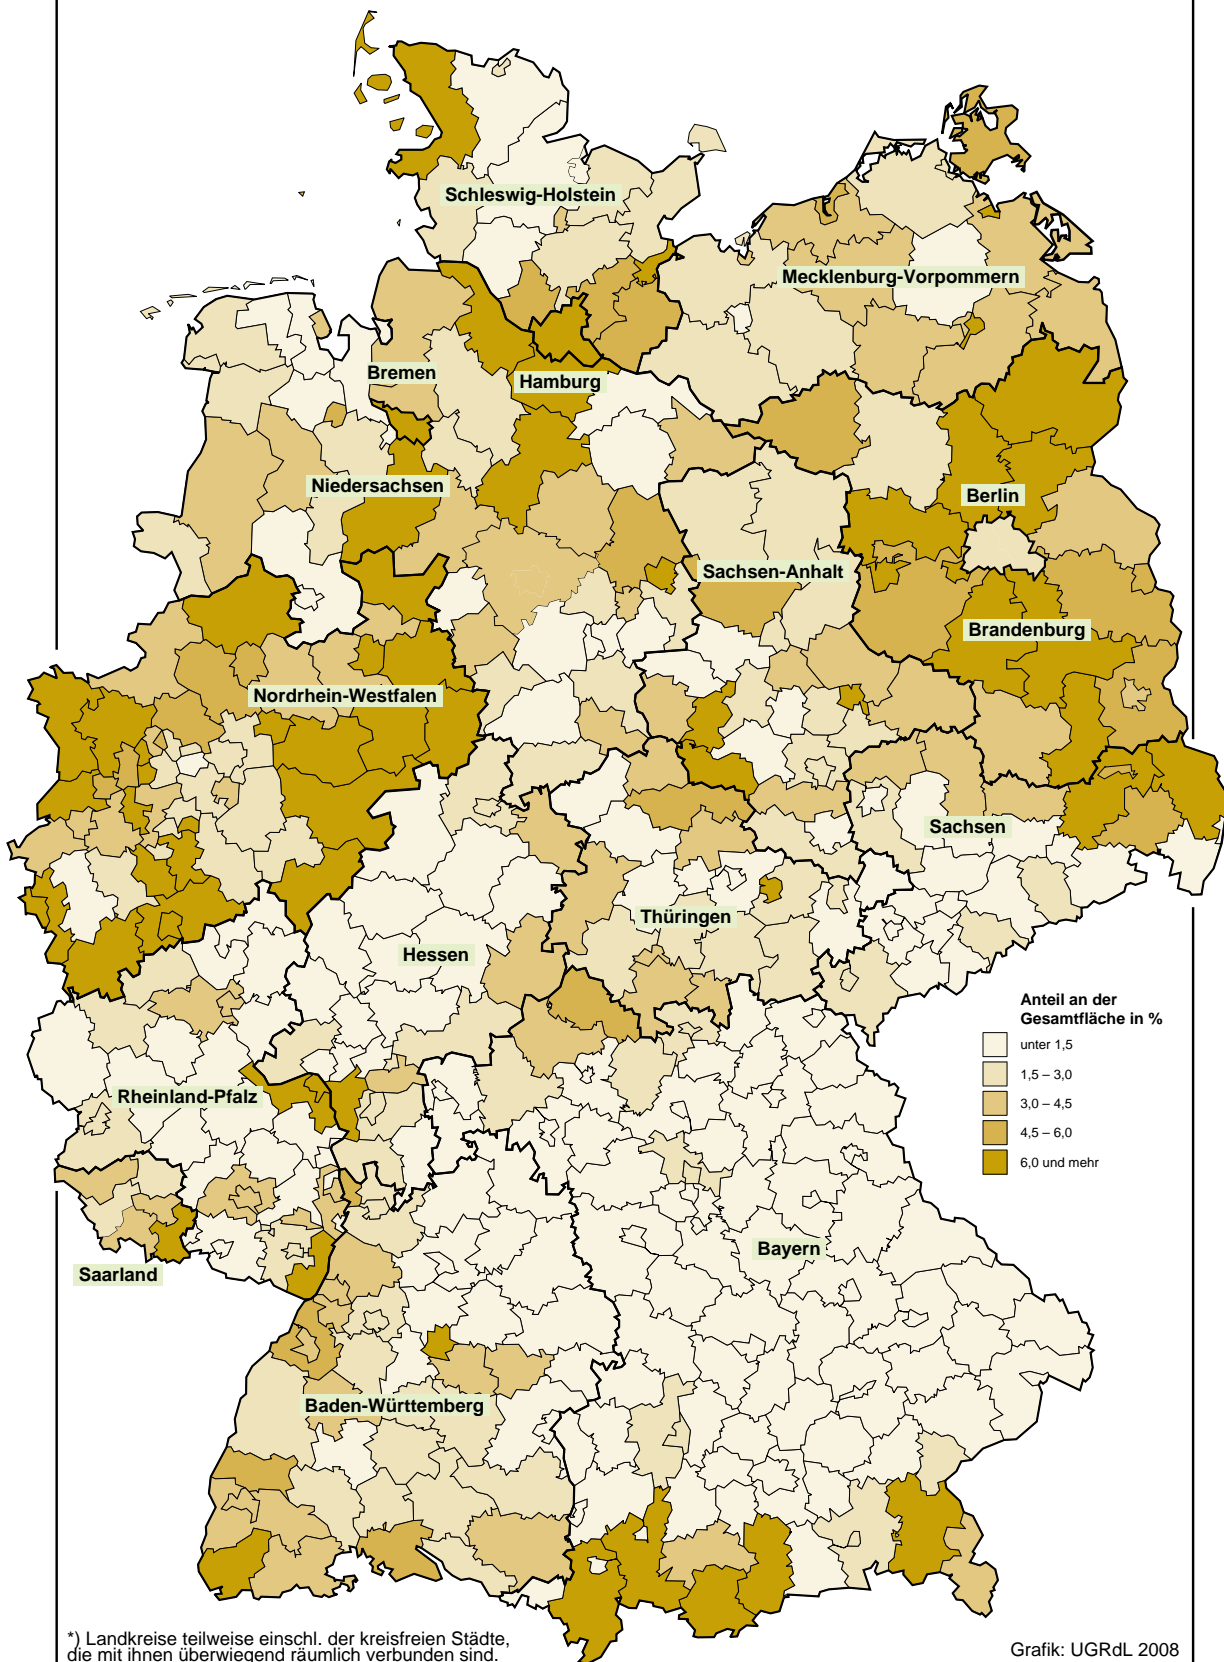 Schleswig-Holstein
Mecklenburg-Vorpommern
Bremen
Hamburg
Niedersachsen
Berlin
Sachsen-Anhalt
Brandenburg
Nordrhein-Westfalen
Sachsen
Thüringen
Hessen
Anteil an der
Gesamtfläche in %
unter 1,5
1,5 – 3,0
3,0 – 4,5
4,5 – 6,0
6,0 und mehr
Rheinland-Pfalz
Bayern
Saarland
Baden-Württemberg
*) Landkreise teilweise einschl. der kreisfreien Städte,
die mit ihnen überwiegend räumlich verbunden sind.
Grafik: UGRdL 2008